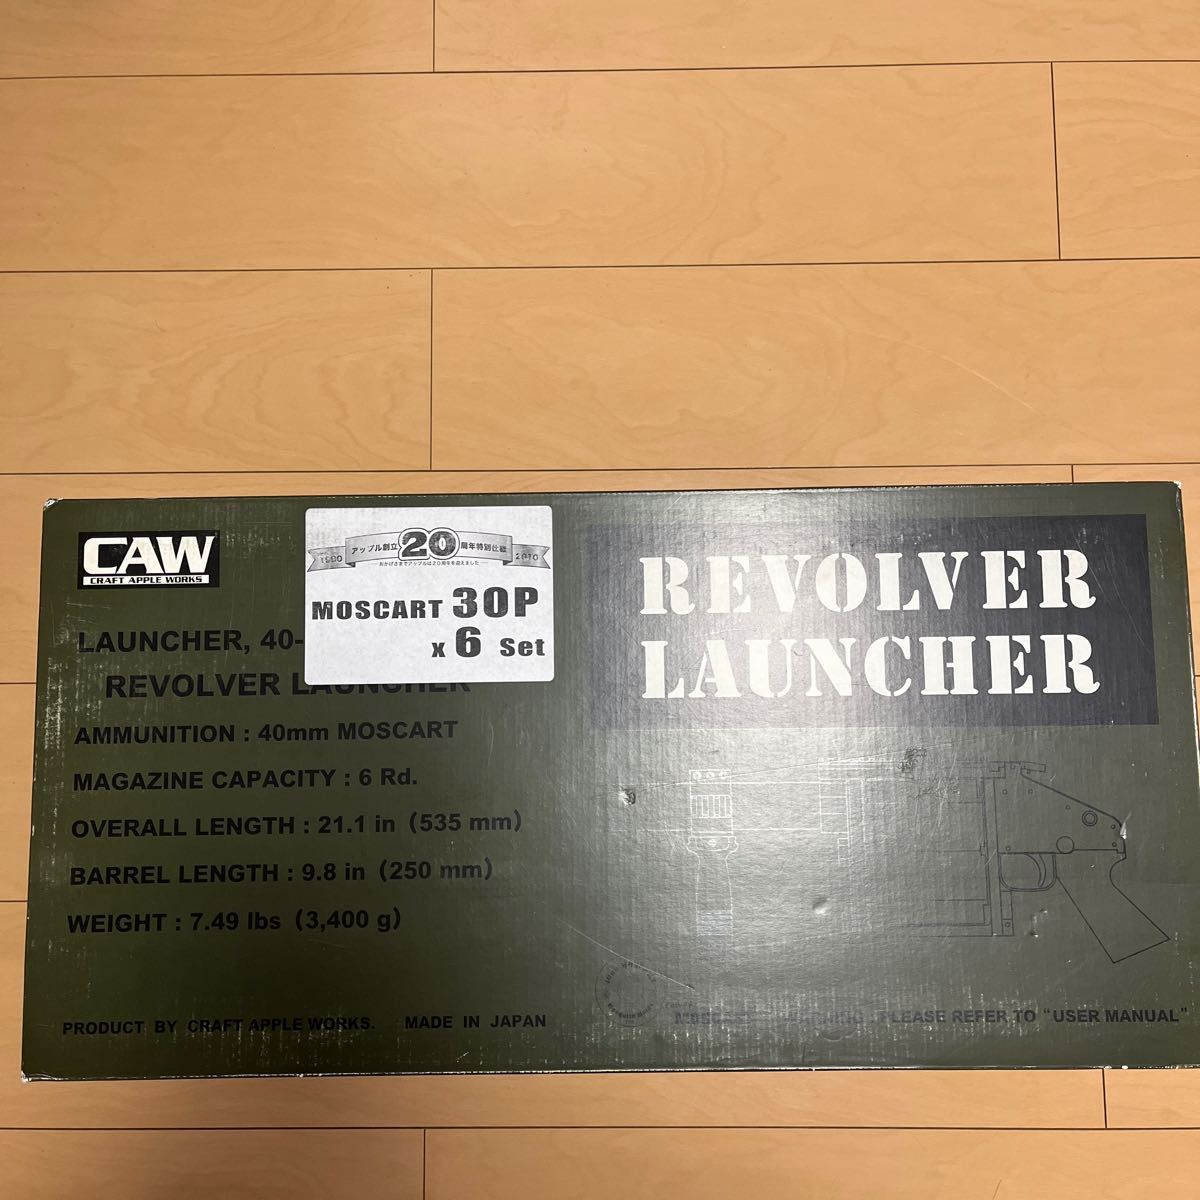 CAW
CRAFT APPLE WORKS
1990
アップル創立20周年特別仕様
2010
おかげさまでアップルは20周年を迎えました
MOSCART 30P
x 6 Set
LAUNCHER, 40-
REVOLVER LAUNCHER
AMMUNITION : 40mm MOSCART
MAGAZINE CAPACITY : 6 Rd.
OVERALL LENGTH : 21.1 in (535 mm)
BARREL LENGTH : 9.8 in (250 mm)
WEIGHT : 7.49 lbs (3,400 g)
PRODUCT BY CRAFT APPLE WORKS. MADE IN JAPAN
REVOLVER
LAUNCHER
WARNING : PLEASE REFER TO "USER MANUAL"